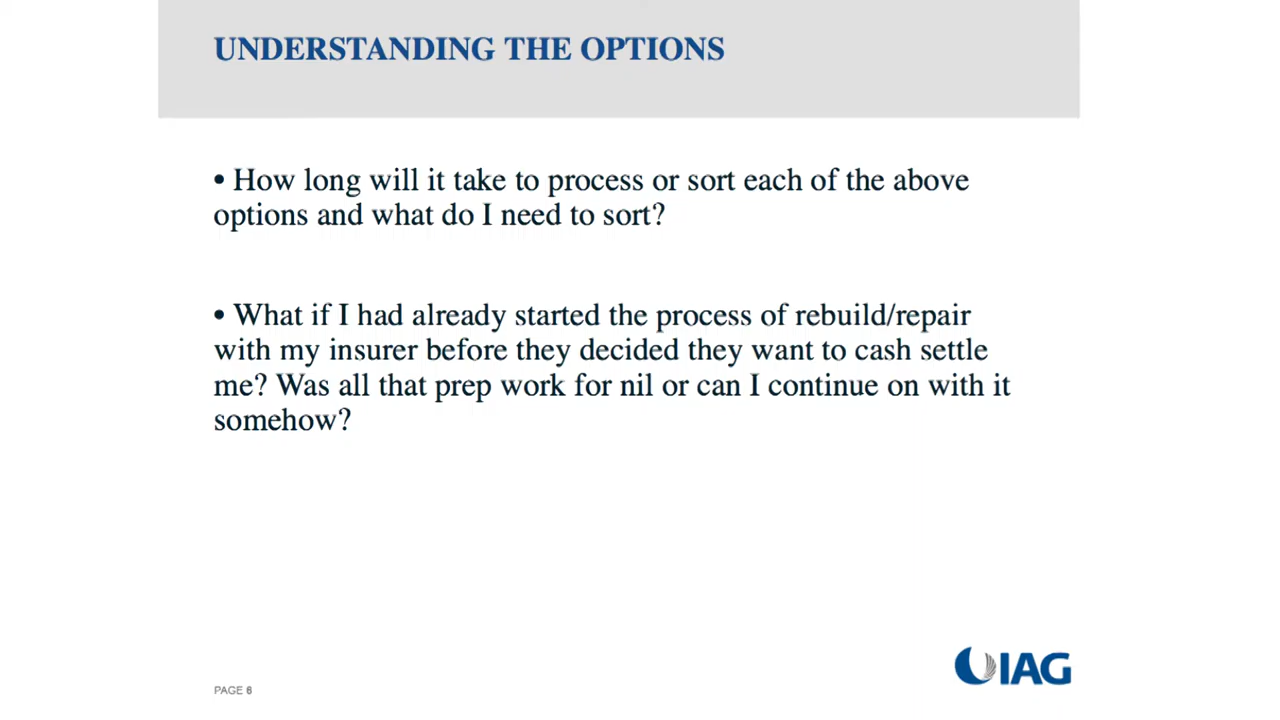 UNDERSTANDING THE OPTIONS
• How long will it take to process or sort each of the above
options and what do I need to sort?
• What if I had already started the process of rebuild/repair
with my insurer before they decided they want to cash settle
me? Was all that prep work for nil or can I continue on with it
somehow?
IAG
PAGE 6